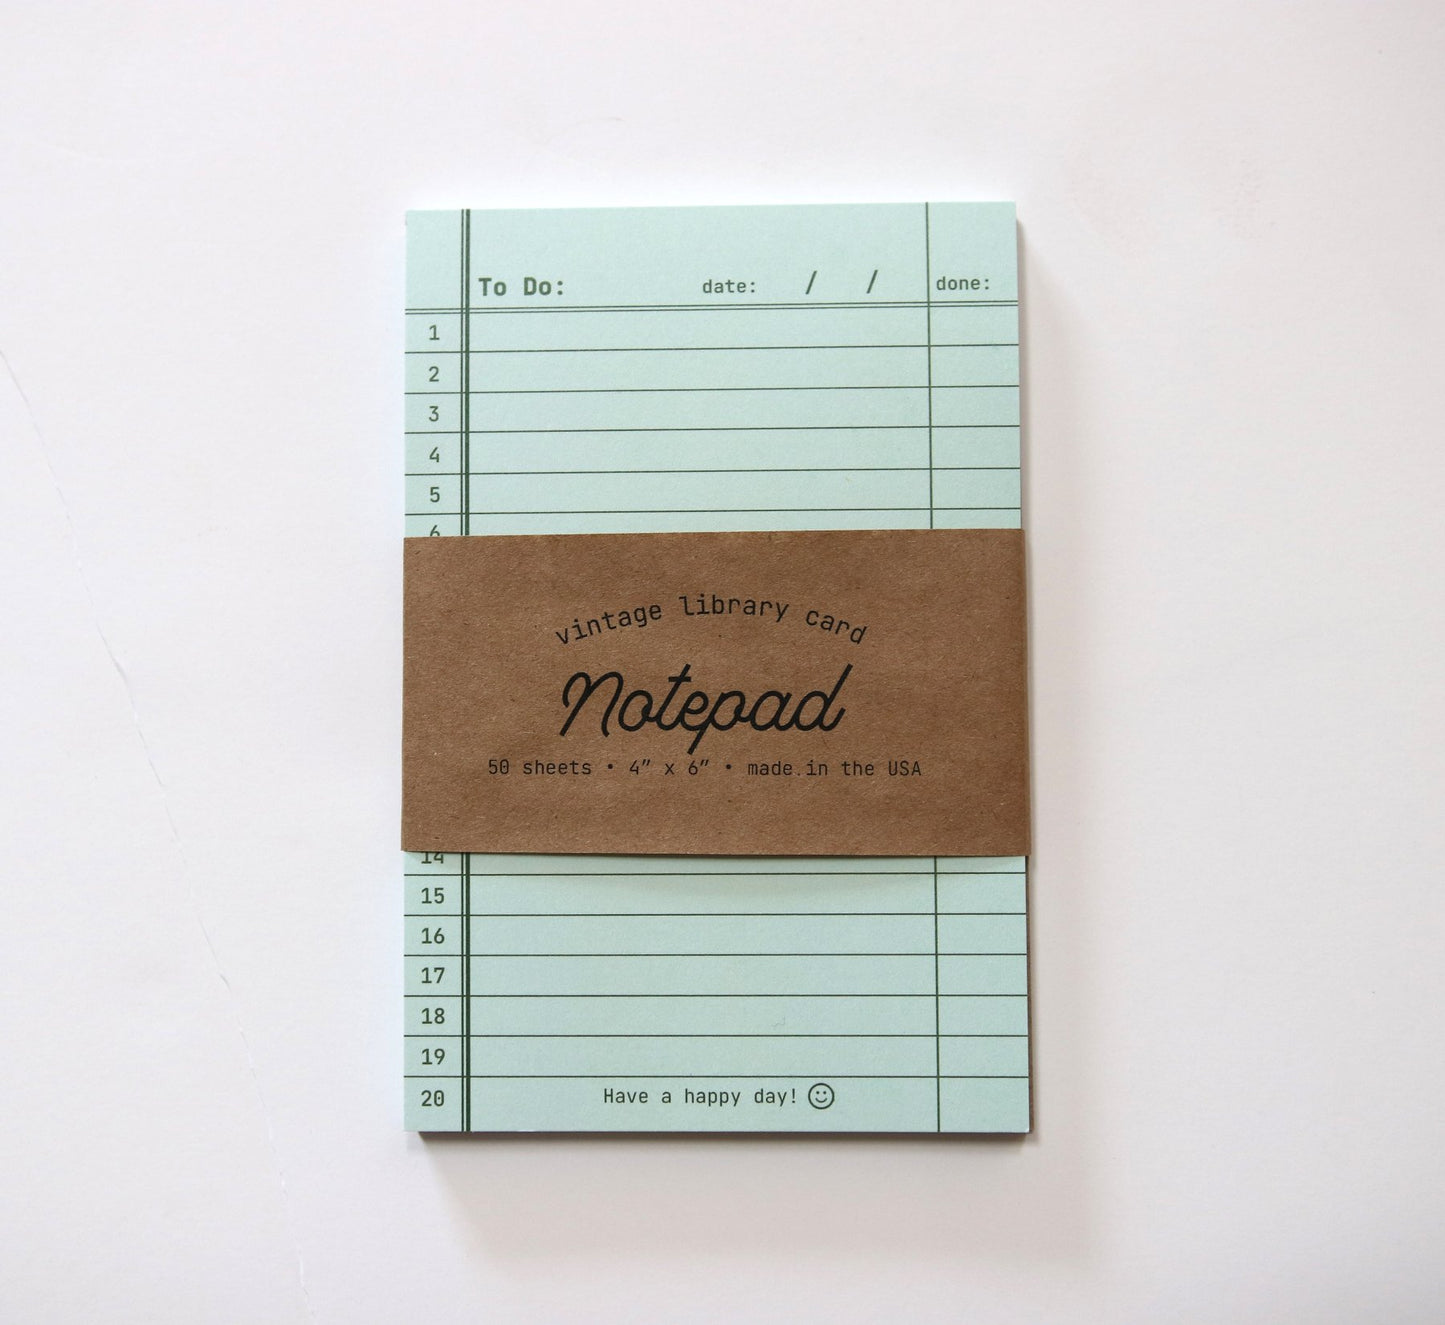 To Do: date: / / done:
1
2
3
4
5
6
vintage library card
Notepad
50 sheets • 4" x 6" • made in the USA
14
15
16
17
18
19
20 Have a happy day!